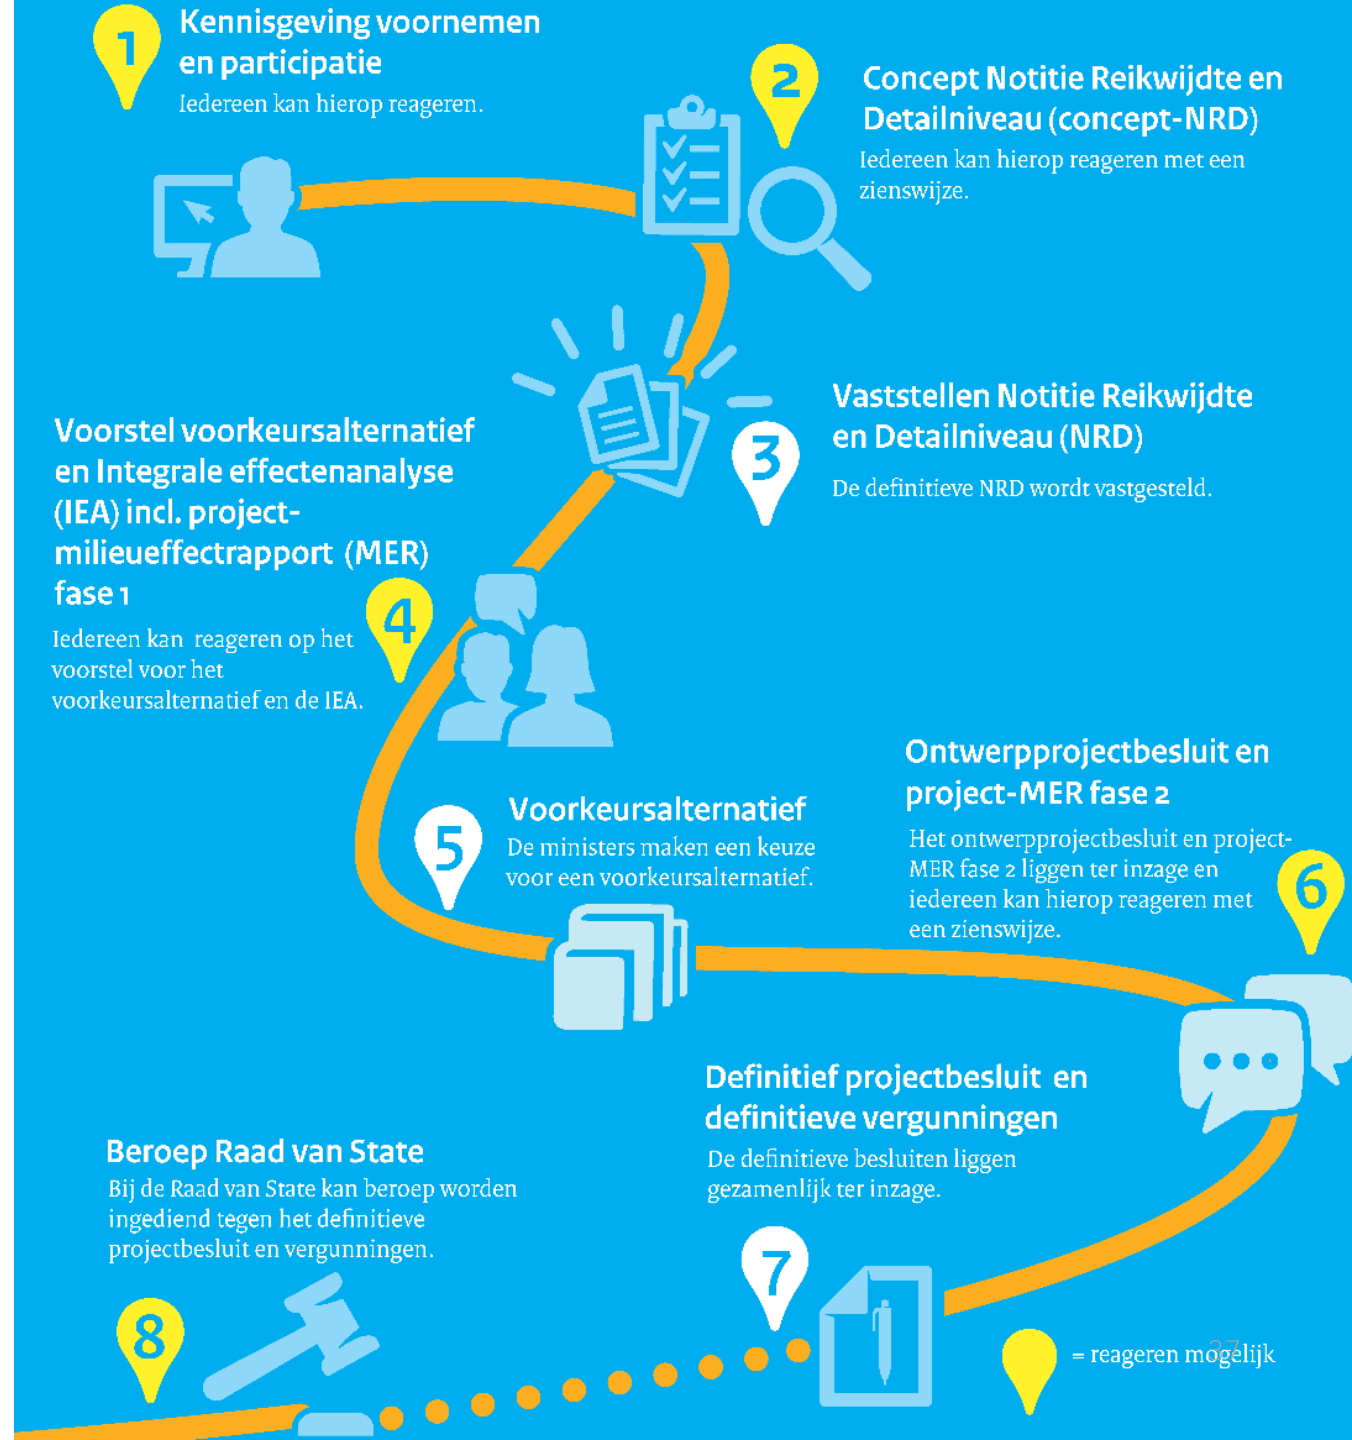 1
Kennisgeving voornemen
en participatie
Iedereen kan hierop reageren.
2
Concept Notitie Reikwijdte en
Detailniveau (concept-NRD)
Iedereen kan hierop reageren met een
zienswijze.
3
Vaststellen Notitie Reikwijdte
en Detailniveau (NRD)
De definitieve NRD wordt vastgesteld.
Voorstel voorkeursalternatief
en Integrale effectenanalyse
(IEA) incl. project-
milieueffectrapport (MER)
fase 1
4
Iedereen kan reageren op het
voorstel voor het
voorkeursalternatief en de IEA.
5
Voorkeursalternatief
De ministers maken een keuze
voor een voorkeursalternatief.
Ontwerpprojectbesluit en
project-MER fase 2
Het ontwerpprojectbesluit en project-
MER fase 2 liggen ter inzage en
iedereen kan hierop reageren met
een zienswijze.
6
Definitief projectbesluit en
definitieve vergunningen
De definitieve besluiten liggen
gezamenlijk ter inzage.
7
Beroep Raad van State
Bij de Raad van State kan beroep worden
ingediend tegen het definitieve
projectbesluit en vergunningen.
8
= reageren mogelijk
37